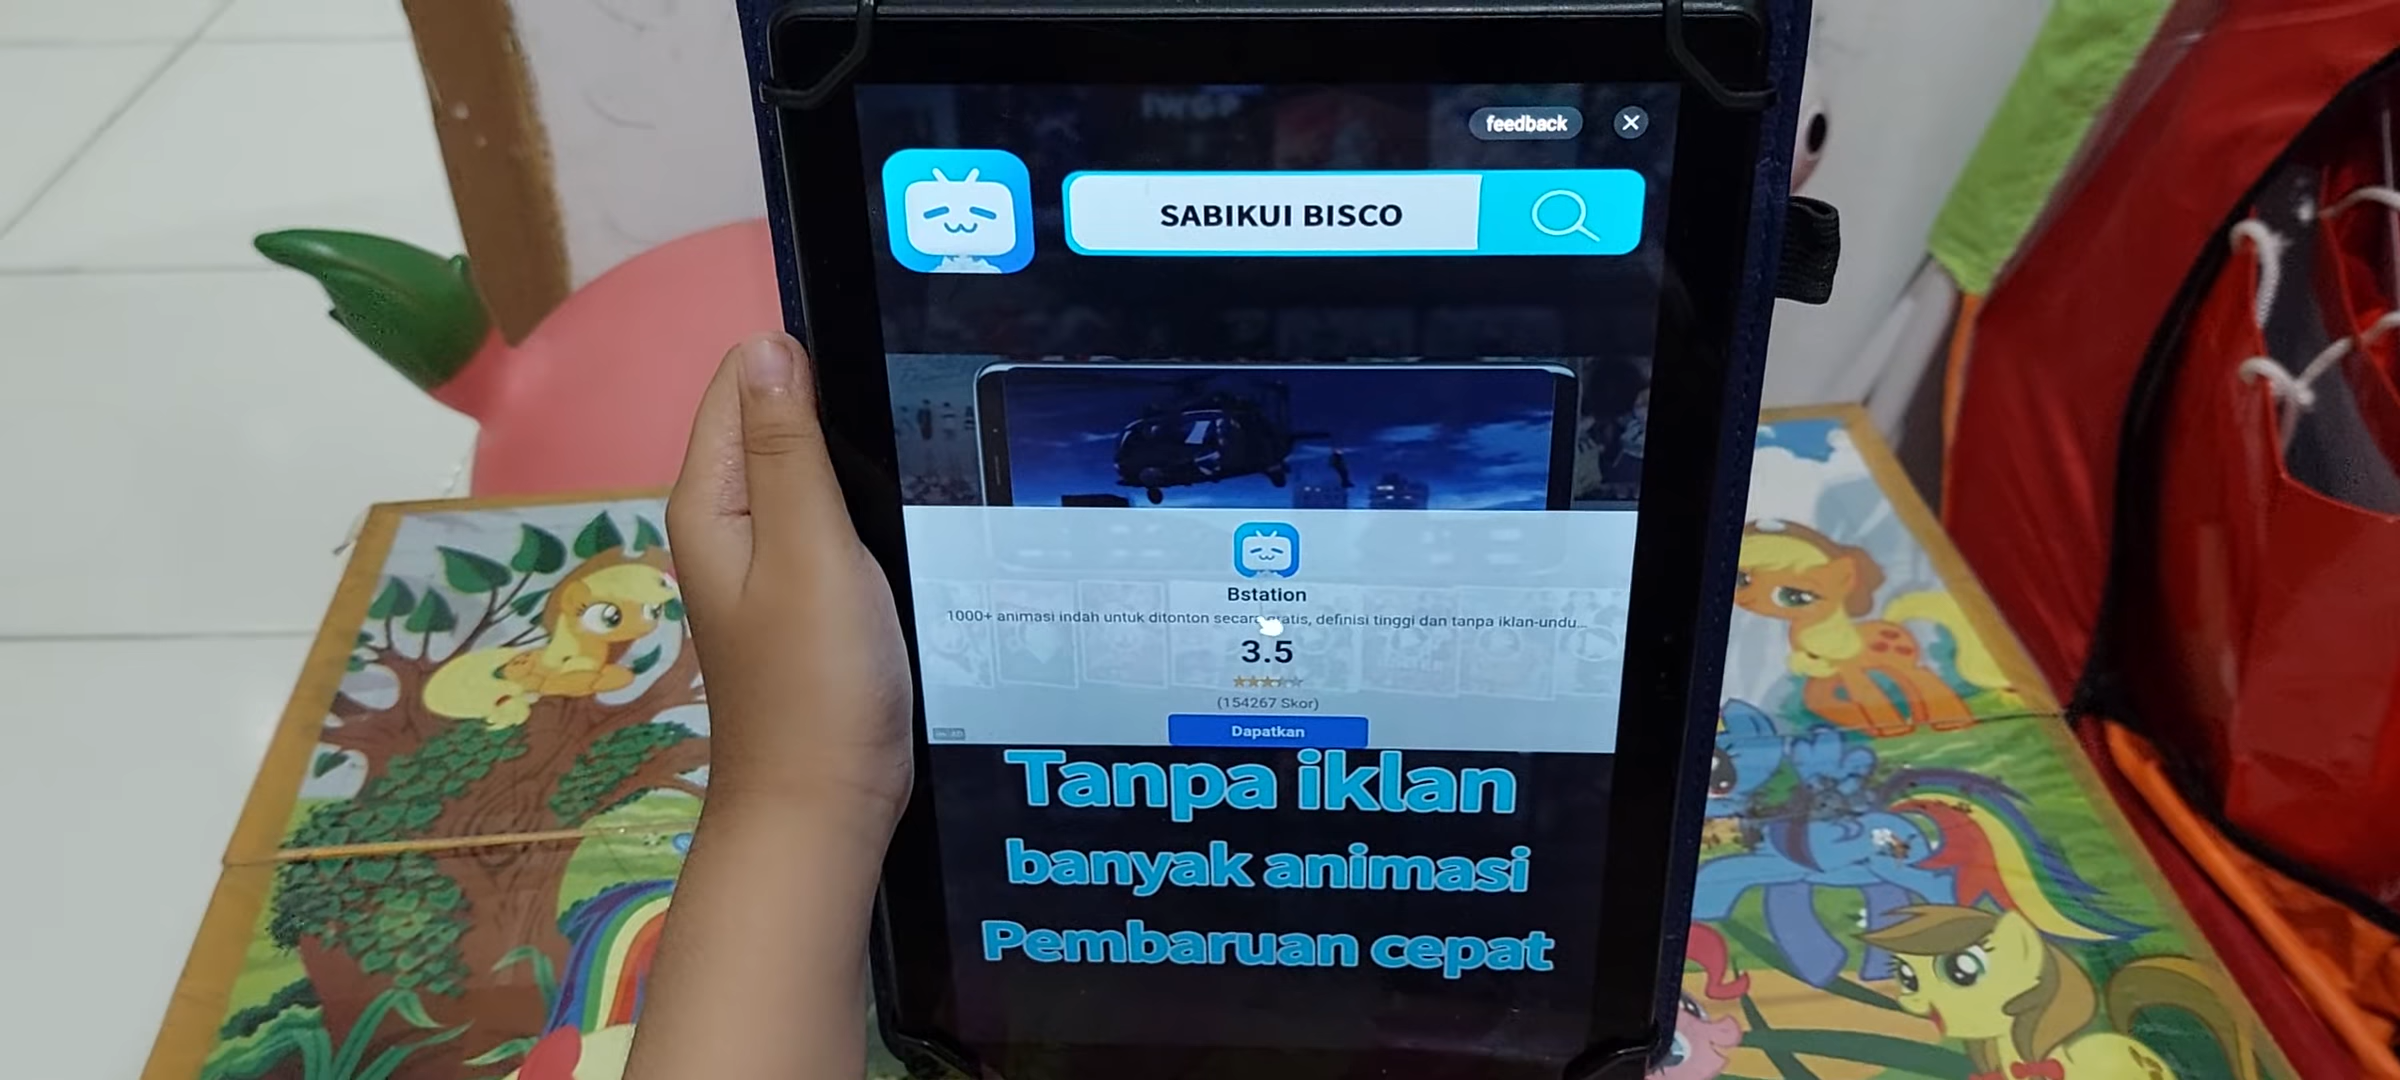 feedback
SABIKUI BISCO
Bstation
1000+ animasi indah untuk ditonton secara gratis, definisi tinggi dan tanpa iklan-undu...
3.5
(154267 Skor)
Dapatkan
Tanpa iklan
banyak animasi
Pembaruan cepat